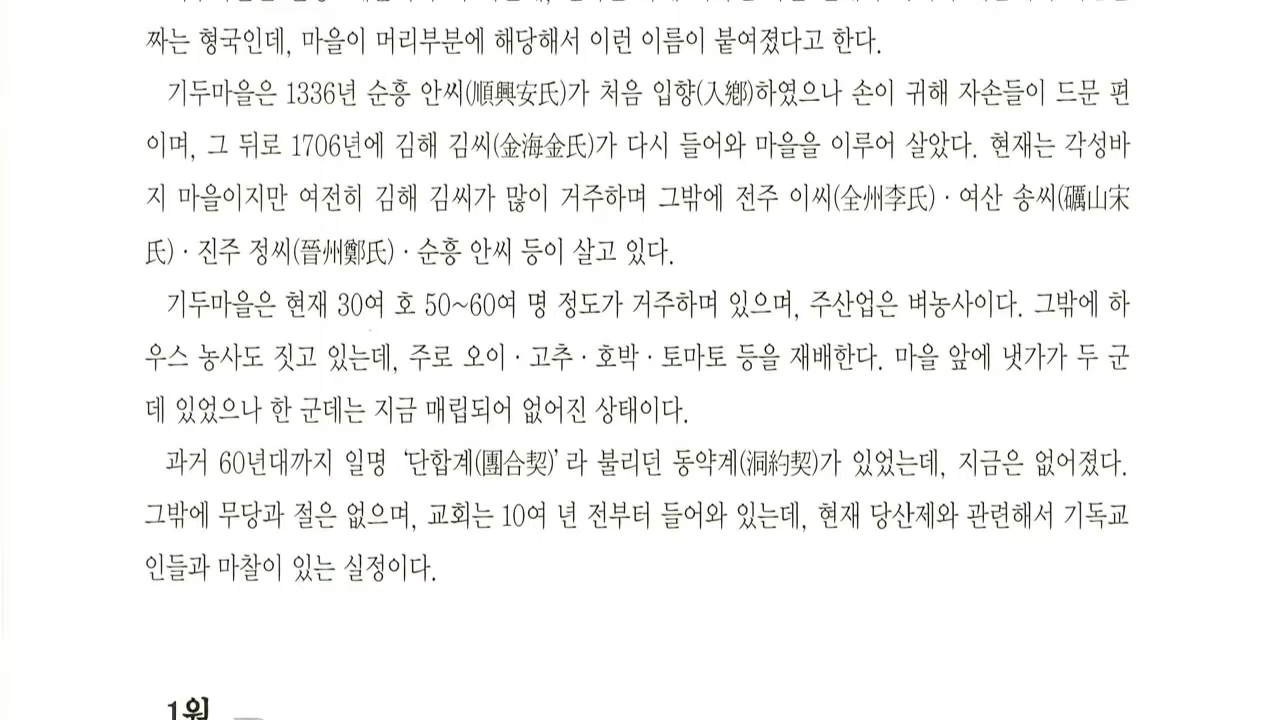 짜는 형국인데, 마을이 머리부분에 해당해서 이런 이름이 붙여졌다고 한다.
기두마을은 1336년 순흥 안씨(順興安氏)가 처음 입향(入鄕)하였으나 손이 귀해 자손들이 드문 편
이며, 그 뒤로 1706년에 김해 김씨(金海金氏)가 다시 들어와 마을을 이루어 살았다. 현재는 각성바
지 마을이지만 여전히 김해 김씨가 많이 거주하며 그밖에 전주 이씨(全州李氏)·여산 송씨(礪山宋
氏)·진주 정씨(晉州鄭氏)·순흥 안씨 등이 살고 있다.
기두마을은 현재 30여 호 50~60여 명 정도가 거주하며 있으며, 주산업은 벼농사이다. 그밖에 하
우스 농사도 짓고 있는데, 주로 오이·고추·호박·토마토 등을 재배한다. 마을 앞에 냇가가 두 군
데 있었으나 한 군데는 지금 매립되어 없어진 상태이다.
과거 60년대까지 일명 ‘단합계(團合契)’라 불리던 동약계(洞約契)가 있었는데, 지금은 없어졌다.
그밖에 무당과 절은 없으며, 교회는 10여 년 전부터 들어와 있는데, 현재 당산제와 관련해서 기독교
인들과 마찰이 있는 실정이다.
1월